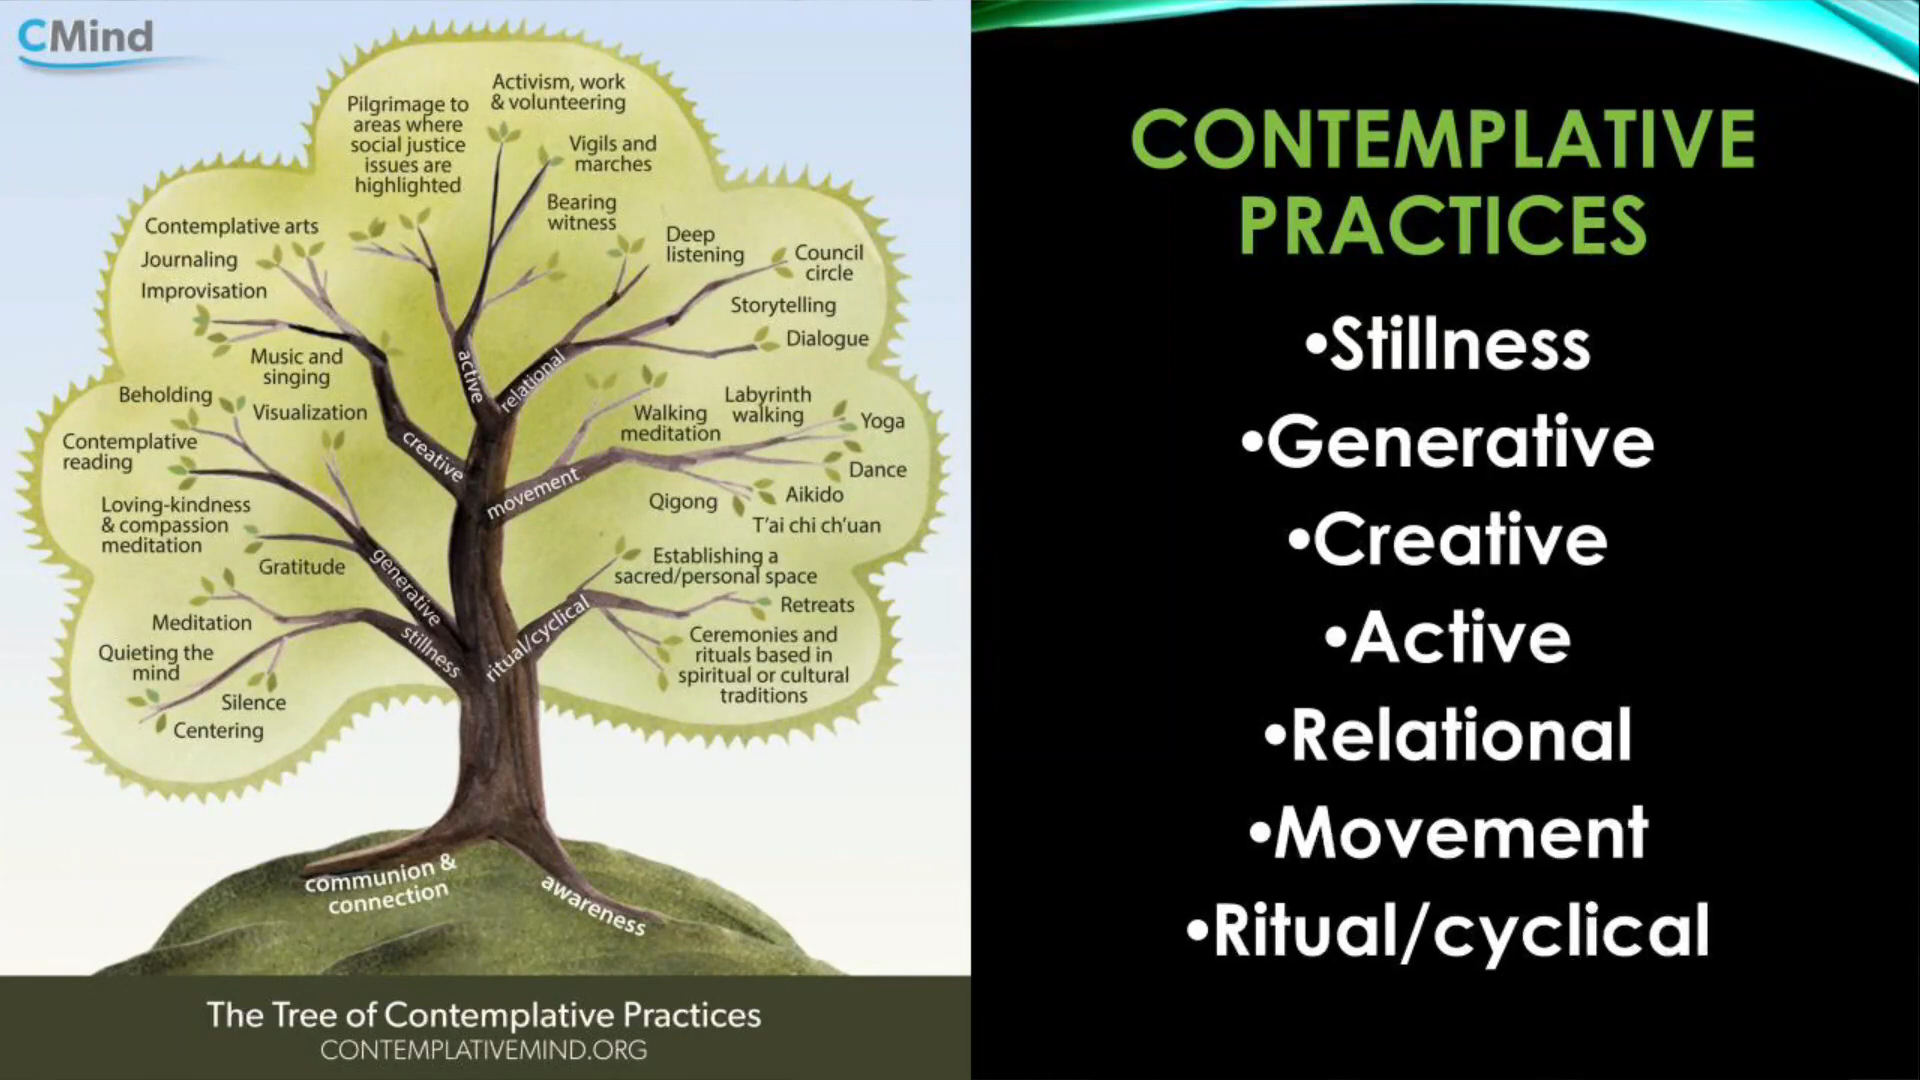 CMind
Activism, work
& volunteering
Pilgrimage to
areas where
social justice
issues are
highlighted
Vigils and
marches
Bearing
witness
Contemplative arts
Journaling
Improvisation
Deep
listening
Council
circle
Storytelling
Dialogue
Music and
singing
active
relational
Beholding
Visualization
Contemplative
reading
Labyrinth
walking
Walking
meditation
Yoga
creative
movement
Dance
Qigong
Aikido
T'ai chi ch'uan
Loving-kindness
& compassion
meditation
Gratitude
generative
Establishing a
sacred/personal space
Retreats
Meditation
Quieting the
mind
Silence
Centering
stillness
ritual/cyclical
Ceremonies and
rituals based in
spiritual or cultural
traditions
communion &
connection
awareness
The Tree of Contemplative Practices
CONTEMPLATIVEMIND.ORG
CONTEMPLATIVE
PRACTICES
•Stillness
•Generative
•Creative
•Active
•Relational
•Movement
•Ritual/cyclical